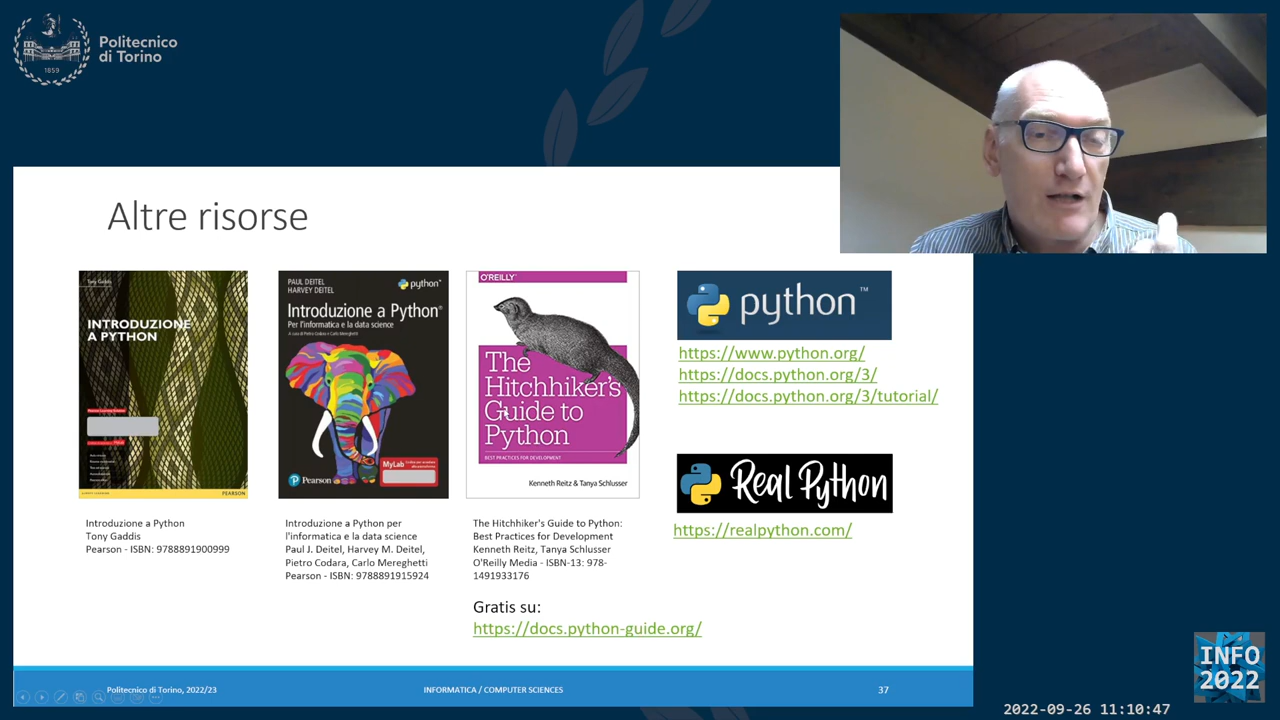 Politecnico
di Torino
1859
Altre risorse
Tony Gaddis
INTRODUZIONE
A PYTHON
PEARSON
PAUL DEITEL
HARVEY DEITEL
python™
Introduzione a Python®
Per l'informatica e la data science
Pearson
MyLab
O'REILLY®
The
Hitchhiker's
Guide to
Python
BEST PRACTICES FOR DEVELOPMENT
Kenneth Reitz & Tanya Schlusser
python™
https://www.python.org/
https://docs.python.org/3/
https://docs.python.org/3/tutorial/
Real Python
https://realpython.com/
Introduzione a Python
Tony Gaddis
Pearson - ISBN: 9788891900999
Introduzione a Python per
l'informatica e la data science
Paul J. Deitel, Harvey M. Deitel,
Pietro Codara, Carlo Mereghetti
Pearson - ISBN: 9788891915924
The Hitchhiker's Guide to Python:
Best Practices for Development
Kenneth Reitz, Tanya Schlusser
O'Reilly Media - ISBN-13: 978-
1491933176
Gratis su:
https://docs.python-guide.org/
Politecnico di Torino, 2022/23
INFORMATICA / COMPUTER SCIENCES
37
INFO
2022
2022-09-26 11:10:47